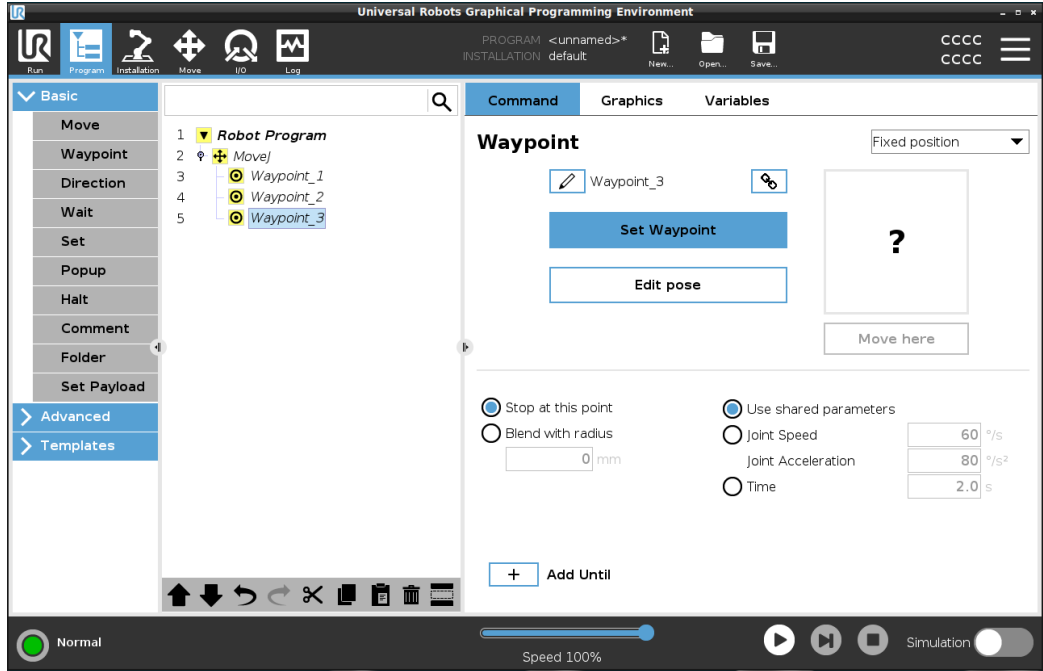 Universal Robots Graphical Programming Environment
UR
Run
Program
Installation
Move
I/O
Log
PROGRAM <unnamed>*
INSTALLATION default
New...
Open...
Save...
CCCC
CCCC
Basic
Move
Waypoint
Direction
Wait
Set
Popup
Halt
Comment
Folder
Set Payload
Advanced
Templates
1 Robot Program
2 MoveJ
3 Waypoint_1
4 Waypoint_2
5 Waypoint_3
Command Graphics Variables
Waypoint
Fixed position
Waypoint_3
Set Waypoint
Edit pose
?
Move here
Stop at this point
Blend with radius
0 mm
Use shared parameters
Joint Speed 60 °/s
Joint Acceleration 80 °/s²
Time 2.0 s
+ Add Until
Normal
Speed 100%
Simulation